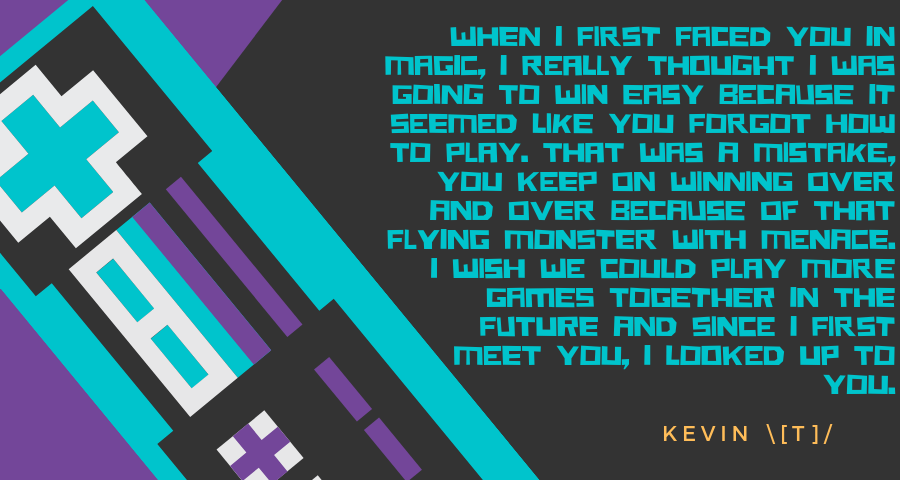 WHEN I FIRST FACED YOU IN
MAGIC, I REALLY THOUGHT I WAS
GOING TO WIN EASY BECAUSE IT
SEEMED LIKE YOU FORGOT HOW
TO PLAY. THAT WAS A MISTAKE,
YOU KEEP ON WINNING OVER
AND OVER BECAUSE OF THAT
FLYING MONSTER WITH MENACE.
I WISH WE COULD PLAY MORE
GAMES TOGETHER IN THE
FUTURE AND SINCE I FIRST
MEET YOU, I LOOKED UP TO
YOU.
KEVIN \[T]/